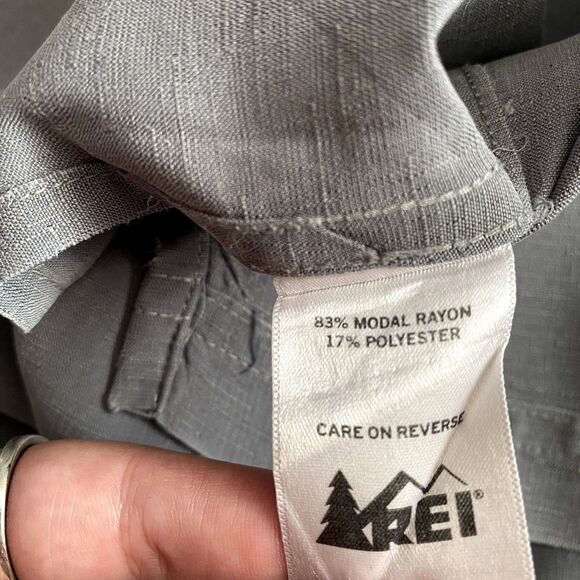 83% MODAL RAYON
17% POLYESTER
CARE ON REVERSE
REI®